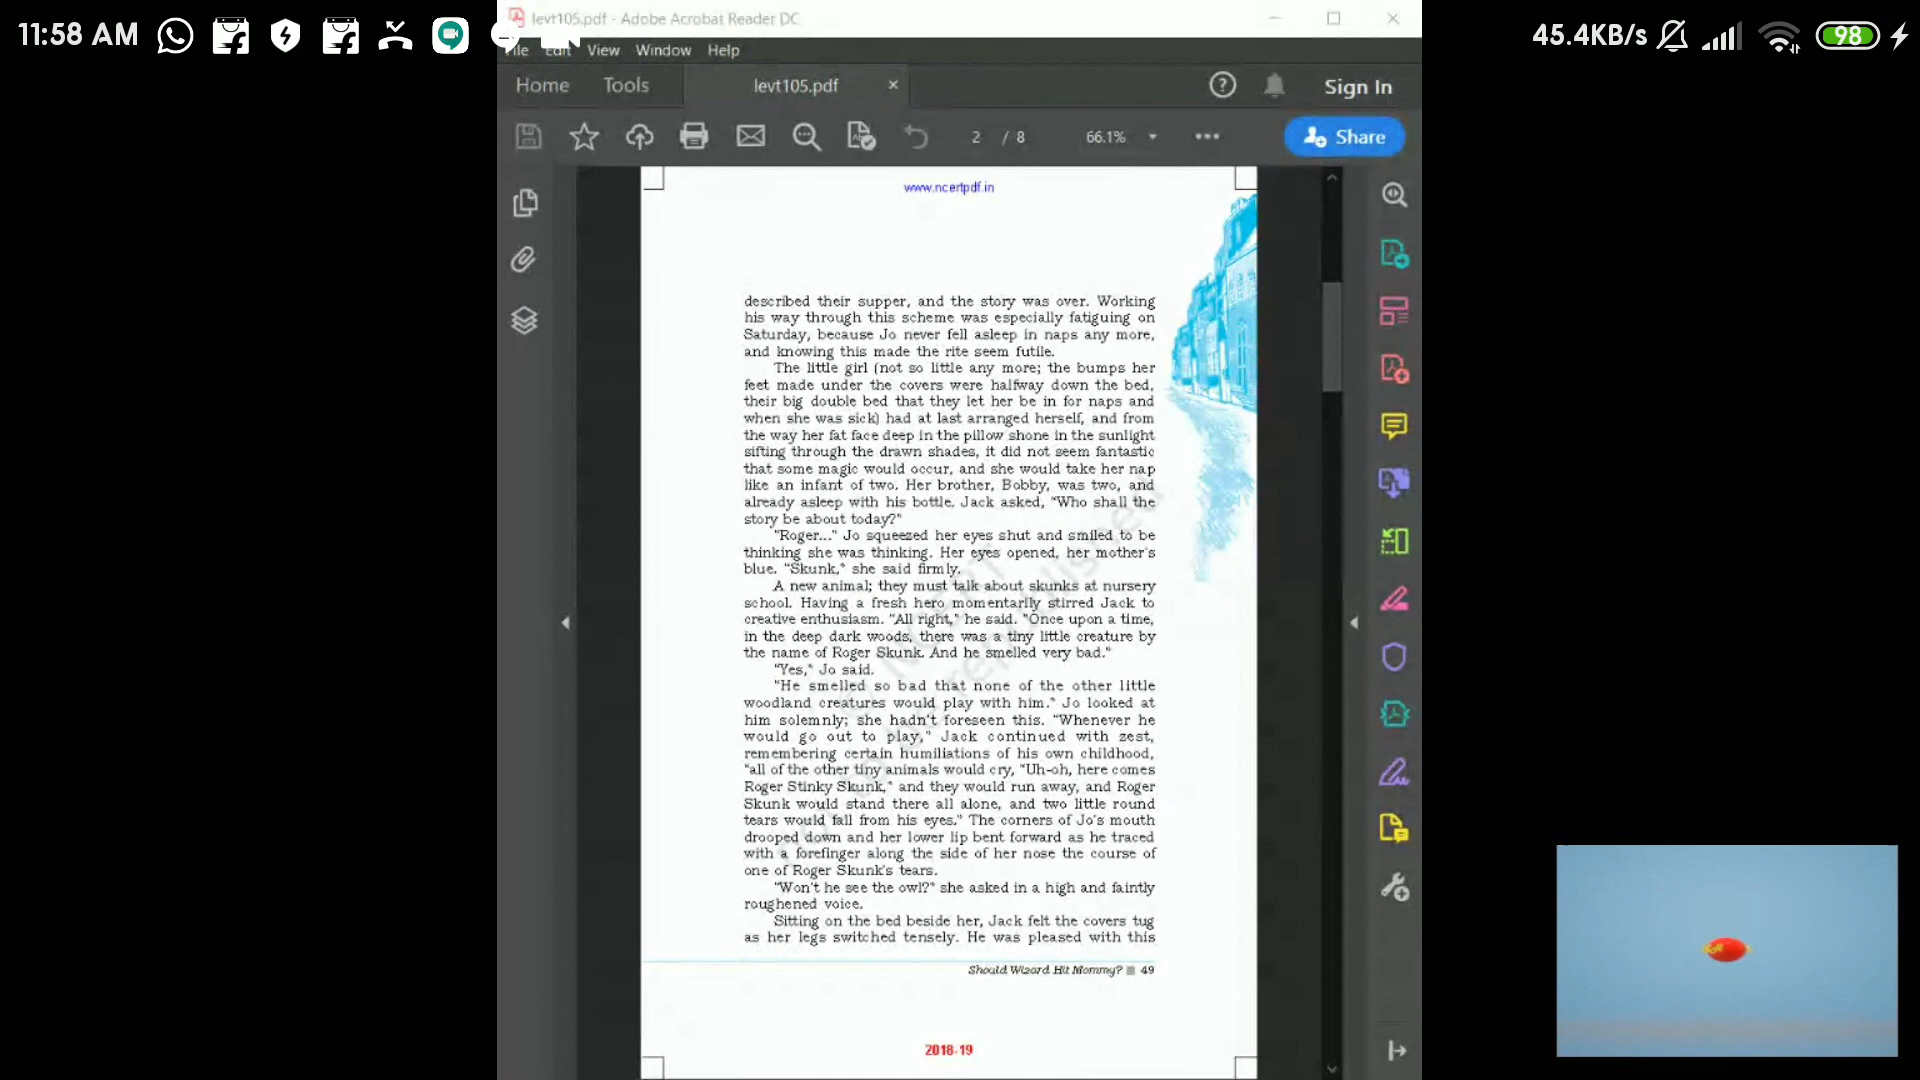 11:58 AM
45.4KB/s
98
levt105.pdf - Adobe Acrobat Reader DC
File Edit View Window Help
Home Tools levt105.pdf × Sign In
2 / 8 66.1% Share
www.ncertpdf.in
described their supper, and the story was over. Working
his way through this scheme was especially fatiguing on
Saturday, because Jo never fell asleep in naps any more,
and knowing this made the rite seem futile.
The little girl (not so little any more; the bumps her
feet made under the covers were halfway down the bed,
their big double bed that they let her be in for naps and
when she was sick) had at last arranged herself, and from
the way her fat face deep in the pillow shone in the sunlight
sifting through the drawn shades, it did not seem fantastic
that some magic would occur, and she would take her nap
like an infant of two. Her brother, Bobby, was two, and
already asleep with his bottle. Jack asked, "Who shall the
story be about today?"
"Roger..." Jo squeezed her eyes shut and smiled to be
thinking she was thinking. Her eyes opened, her mother's
blue. "Skunk," she said firmly.
A new animal; they must talk about skunks at nursery
school. Having a fresh hero momentarily stirred Jack to
creative enthusiasm. "All right," he said. "Once upon a time,
in the deep dark woods, there was a tiny little creature by
the name of Roger Skunk. And he smelled very bad."
"Yes," Jo said.
"He smelled so bad that none of the other little
woodland creatures would play with him." Jo looked at
him solemnly; she hadn't foreseen this. "Whenever he
would go out to play," Jack continued with zest,
remembering certain humiliations of his own childhood,
"all of the other tiny animals would cry, "Uh-oh, here comes
Roger Stinky Skunk," and they would run away, and Roger
Skunk would stand there all alone, and two little round
tears would fall from his eyes." The corners of Jo's mouth
drooped down and her lower lip bent forward as he traced
with a forefinger along the side of her nose the course of
one of Roger Skunk's tears.
"Won't he see the owl?" she asked in a high and faintly
roughened voice.
Sitting on the bed beside her, Jack felt the covers tug
as her legs switched tensely. He was pleased with this
Should Wizard Hit Mommy? 49
2018-19